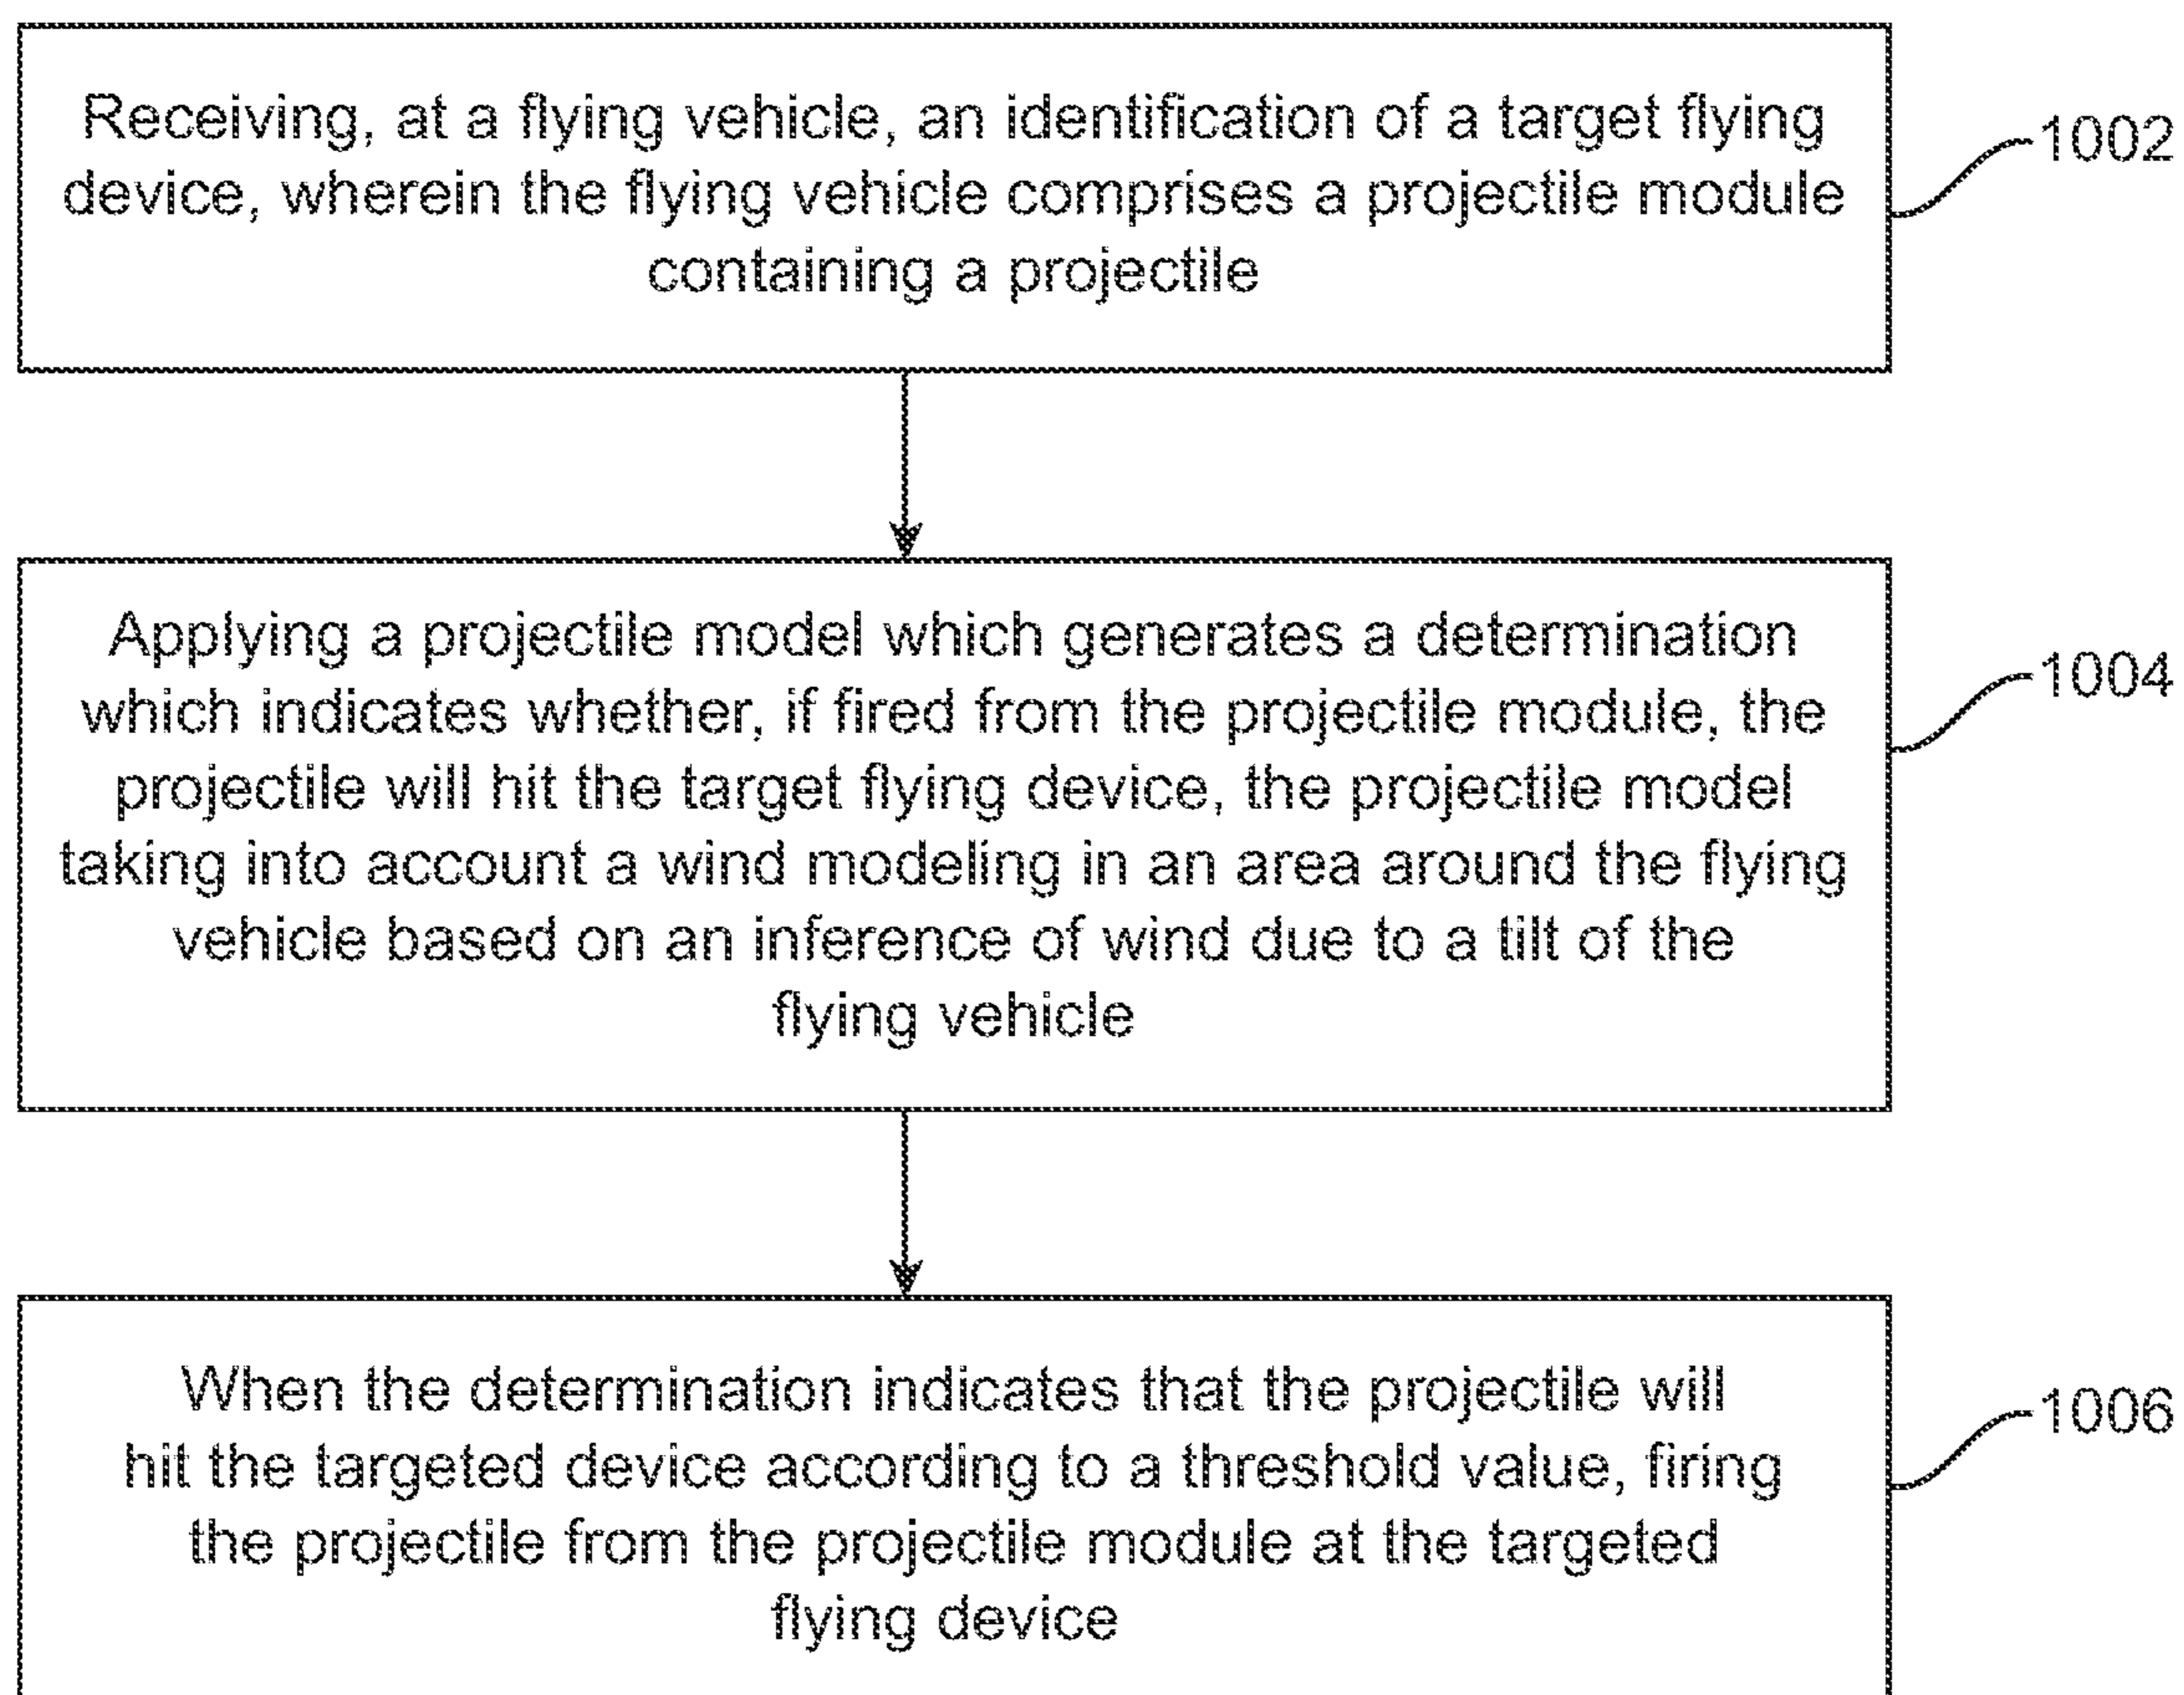 Receiving, at a flying vehicle, an identification of a target flying
device, wherein the flying vehicle comprises a projectile module
containing a projectile
1002
Applying a projectile model which generates a determination
which indicates whether, if fired from the projectile module, the
projectile will hit the target flying device, the projectile model
taking into account a wind modeling in an area around the flying
vehicle based on an inference of wind due to a tilt of the
flying vehicle
1004
When the determination indicates that the projectile will
hit the targeted device according to a threshold value, firing
the projectile from the projectile module at the targeted
flying device
1006